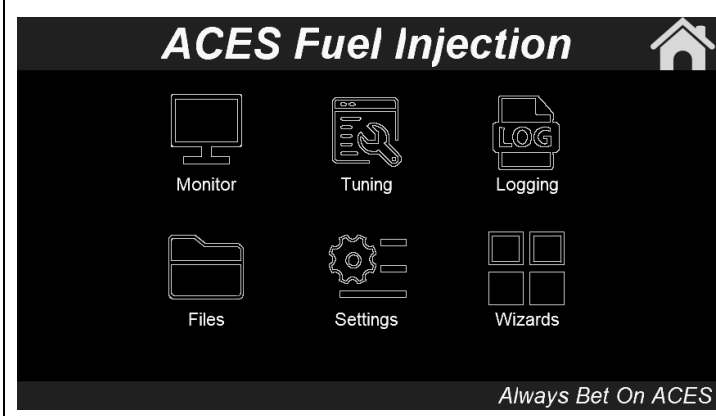 ACES Fuel Injection
Monitor Tuning Logging
LOG
Files Settings Wizards
Always Bet On ACES